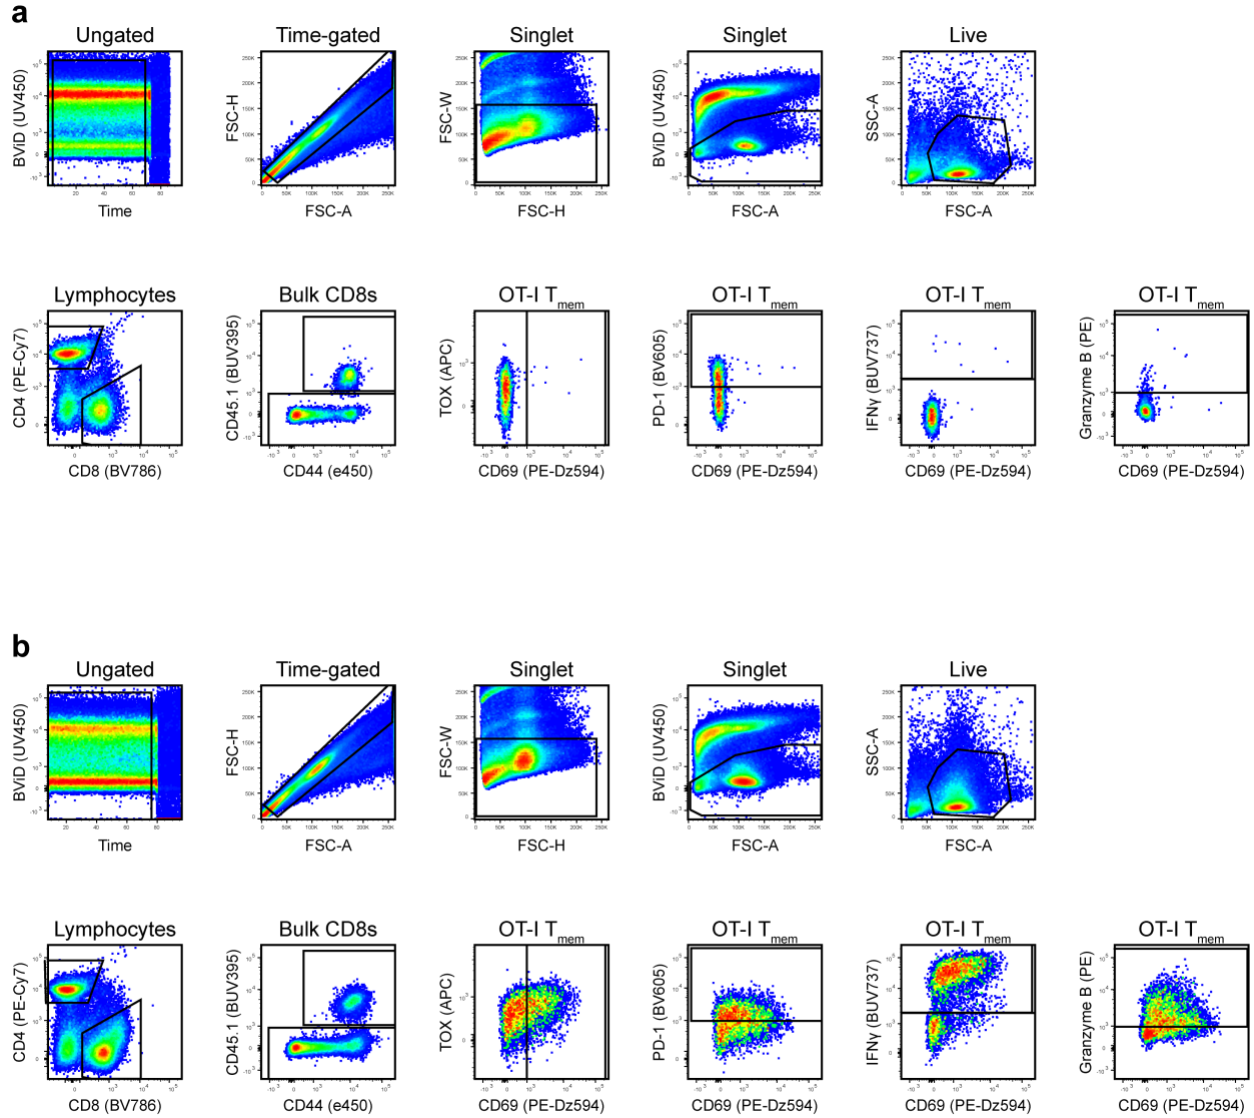 a
Ungated
Time-gated
Singlet
Singlet
Live
BViD (UV450)
FSC-H
FSC-W
BViD (UV450)
SSC-A
Time
FSC-A
FSC-H
FSC-A
FSC-A
Lymphocytes
Bulk CD8s
OT-I Tmem
OT-I Tmem
OT-I Tmem
OT-I Tmem
CD4 (PE-Cy7)
CD45.1 (BUV395)
TOX (APC)
PD-1 (BV605)
IFNγ (BUV737)
Granzyme B (PE)
CD8 (BV786)
CD44 (e450)
CD69 (PE-Dz594)
CD69 (PE-Dz594)
CD69 (PE-Dz594)
CD69 (PE-Dz594)
b
Ungated
Time-gated
Singlet
Singlet
Live
BViD (UV450)
FSC-H
FSC-W
BViD (UV450)
SSC-A
Time
FSC-A
FSC-H
FSC-A
FSC-A
Lymphocytes
Bulk CD8s
OT-I Tmem
OT-I Tmem
OT-I Tmem
OT-I Tmem
CD4 (PE-Cy7)
CD45.1 (BUV395)
TOX (APC)
PD-1 (BV605)
IFNγ (BUV737)
Granzyme B (PE)
CD8 (BV786)
CD44 (e450)
CD69 (PE-Dz594)
CD69 (PE-Dz594)
CD69 (PE-Dz594)
CD69 (PE-Dz594)